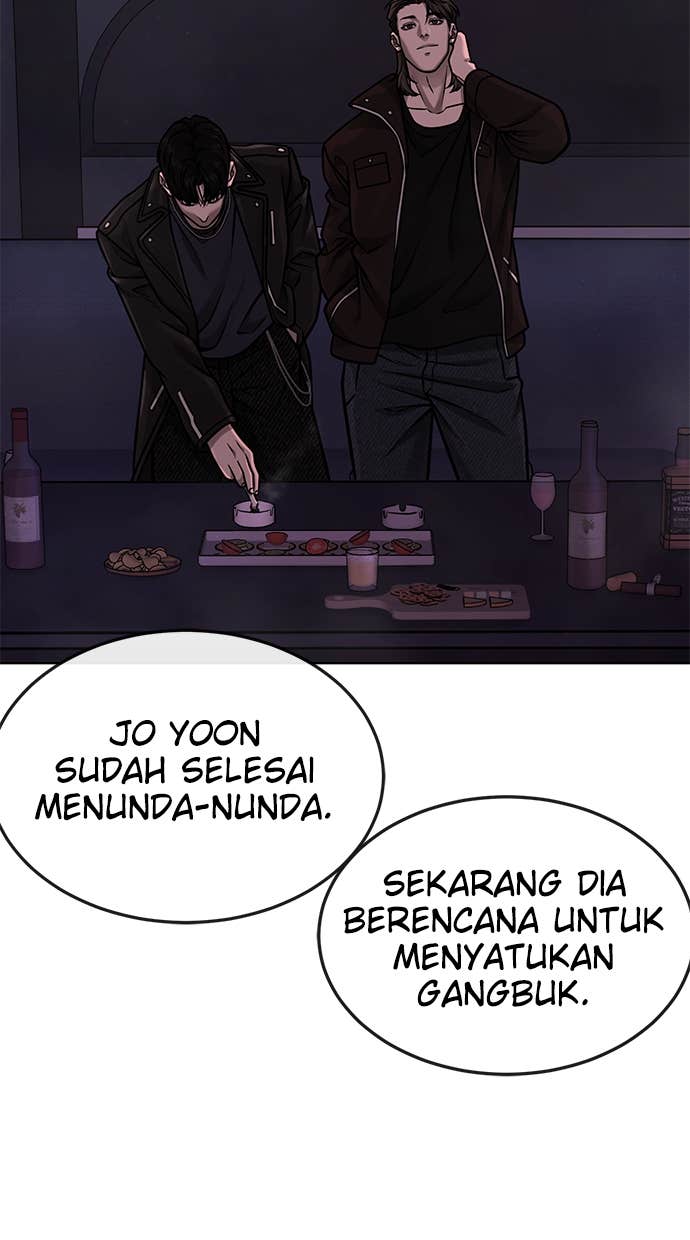 JO YOON
SUDAH SELESAI
MENUNDA-NUNDA.
SEKARANG DIA
BERENCANA UNTUK
MENYATUKAN
GANGBUK.